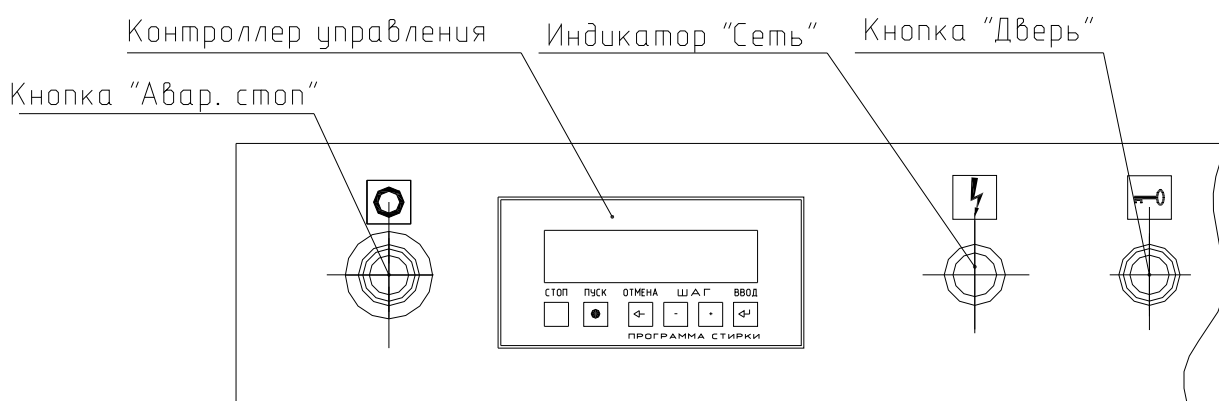 Контроллер управления
Индикатор "Сеть"
Кнопка "Дверь"
Кнопка "Авар. стоп"
СТОП ПУСК ОТМЕНА ШАГ ВВОД
- +
ПРОГРАММА СТИРКИ